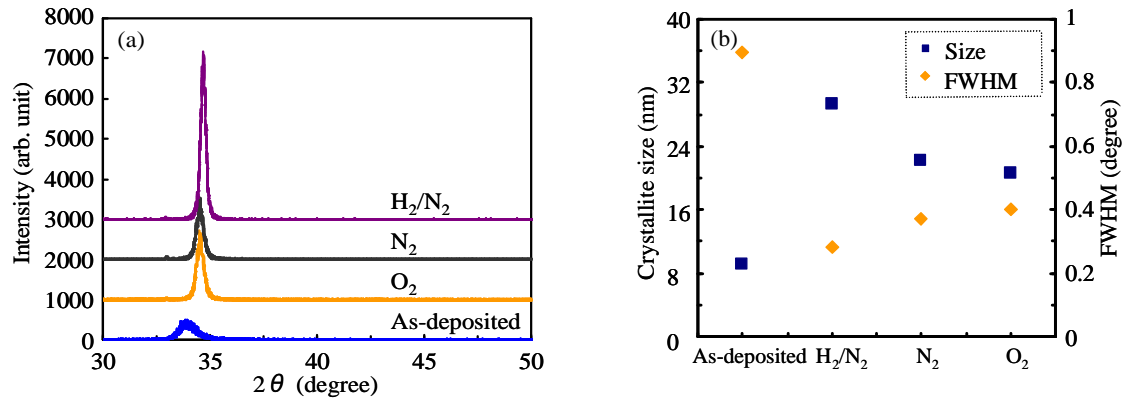 (a)
8000
7000
6000
5000
4000
3000
2000
1000
0
Intensity (arb. unit)
H₂/N₂
N₂
O₂
As-deposited
30 35 40 45 50
2θ (degree)
(b)
40
32
24
16
8
0
Crystallite size (nm)
Size
FWHM
1
0.8
0.6
0.4
0.2
0
FWHM (degree)
As-deposited H₂/N₂ N₂ O₂